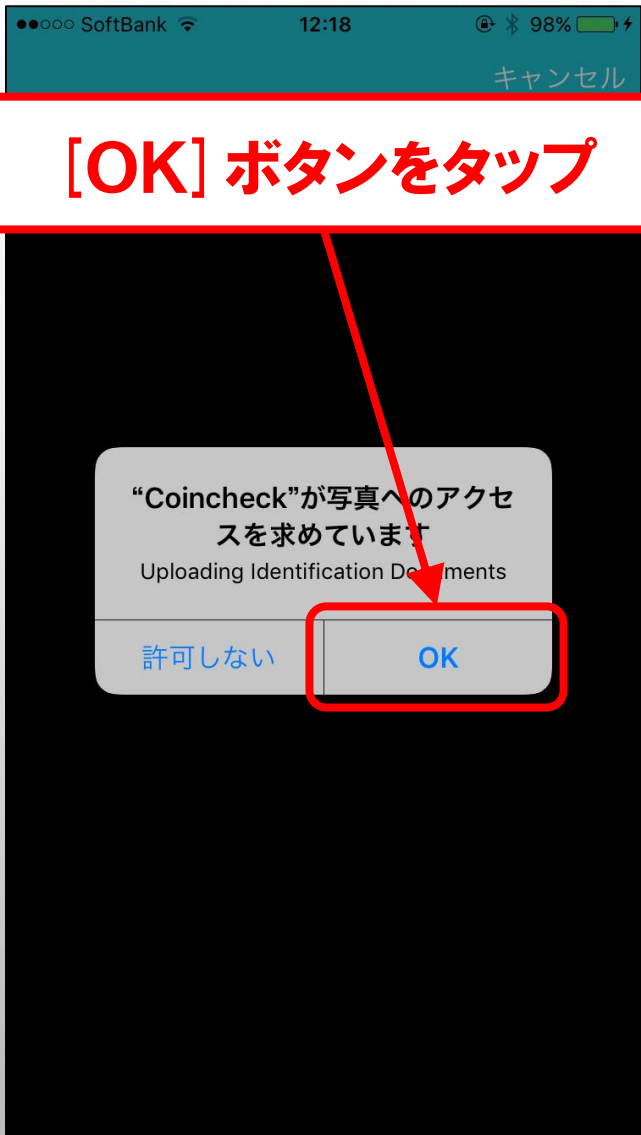 ●●○○○ SoftBank 12:18 98%
キャンセル
[OK] ボタンをタップ
“Coincheck”が写真へのアクセ
スを求めています
Uploading Identification Documents
許可しない OK